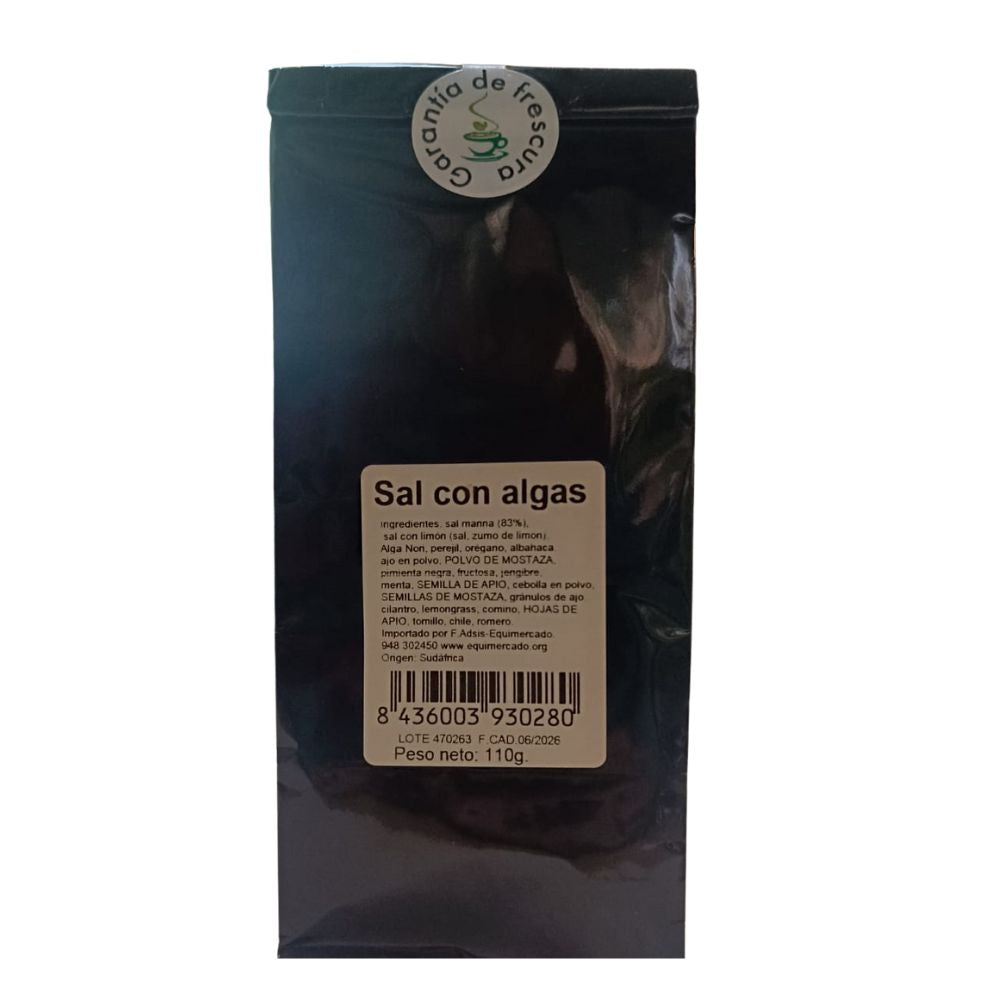 Garantía de frescura
Sal con algas
Ingredientes: sal marina (83%),
sal con limón (sal, zumo de limón).
Alga Nori, perejil, orégano, albahaca
ajo en polvo, POLVO DE MOSTAZA,
pimienta negra, fructosa, jengibre,
menta, SEMILLA DE APIO, cebolla en polvo,
SEMILLAS DE MOSTAZA, gránulos de ajo
cilantro, lemongrass, comino, HOJAS DE
APIO, tomillo, chile, romero.
Importado por F.Adsis-Equimercado.
948 302450 www.equimercado.org
Origen: Sudáfrica
8 436003 930280
LOTE 470263 F.CAD.06/2026
Peso neto: 110g.